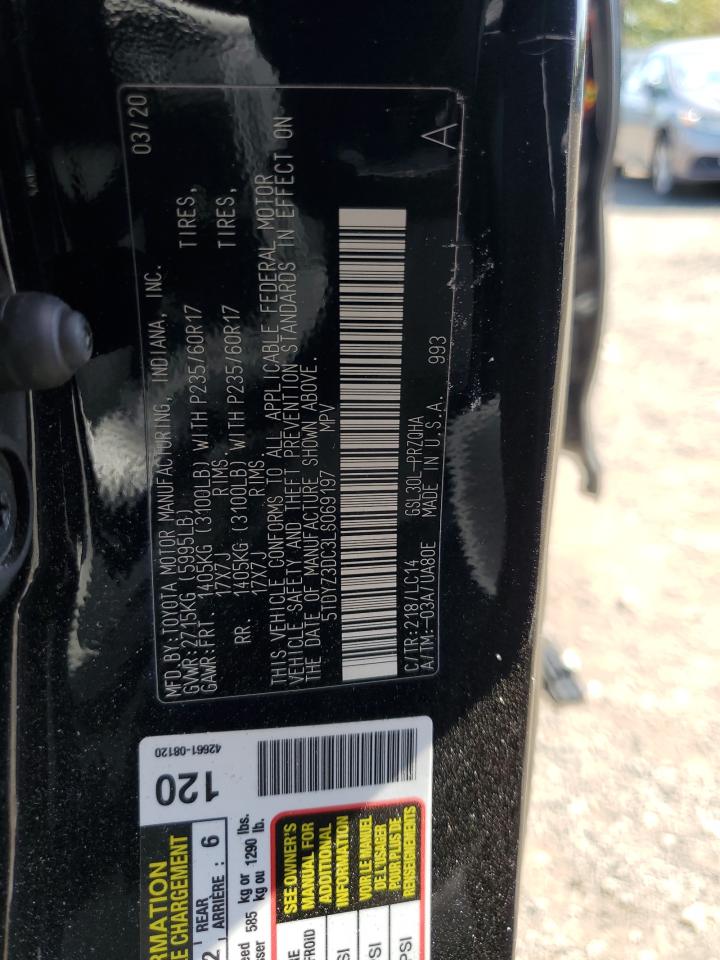 MFD BY:TOYOTA MOTOR MANUFACTURING, INDIANA, INC. 03/20
GVWR:2715KG (5995LB)
GAWR:FRT. 1405KG (3100LB) WITH P235/60R17 TIRES,
17X7J RIMS
RR. 1405KG (3100LB) WITH P235/60R17 TIRES,
17X7J RIMS
THIS VEHICLE CONFORMS TO ALL APPLICABLE FEDERAL MOTOR
VEHICLE SAFETY AND THEFT PREVENTION STANDARDS IN EFFECT ON
THE DATE OF MANUFACTURE SHOWN ABOVE.
5TDYZ3DC3LS069197 MPV
C/TR:218/LC14 GSL30L-PRZQHA
A/TM:-03A/UA80E MADE IN U.S.A. 993 A
42661-08120
120
REAR
ARRIÈRE : 6
585 kg or 1290 lbs.
kg ou 1290 lb.
SEE OWNER'S
MANUAL FOR
ADDITIONAL
INFORMATION
VOIR LE MANUEL
DE L'USAGER
POUR PLUS DE
RENSEIGNEMENTS
PSI
PSI